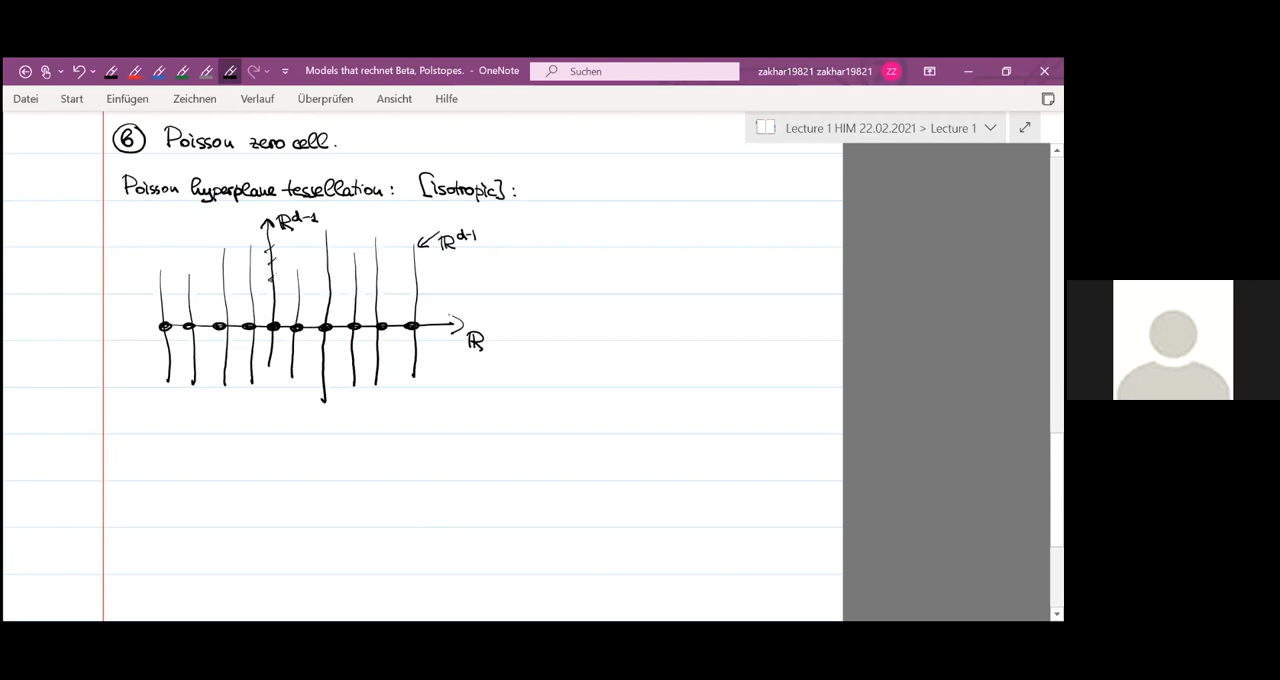 Models that rechnet Beta, Polstopes. - OneNote
Suchen
zakhar19821 zakhar19821
ZZ
Datei Start Einfügen Zeichnen Verlauf Überprüfen Ansicht Hilfe
Lecture 1 HIM 22.02.2021 > Lecture 1
⑥ Poisson zero cell.
Poisson hyperplane tessellation: [isotropic]:
ℝ^{d-1}
ℝ^{d-1}
ℝ